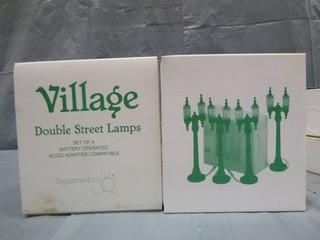 Village
Double Street Lamps
SET OF 4
BATTERY OPERATED
AC/DC ADAPTER COMPATIBLE
Department 56